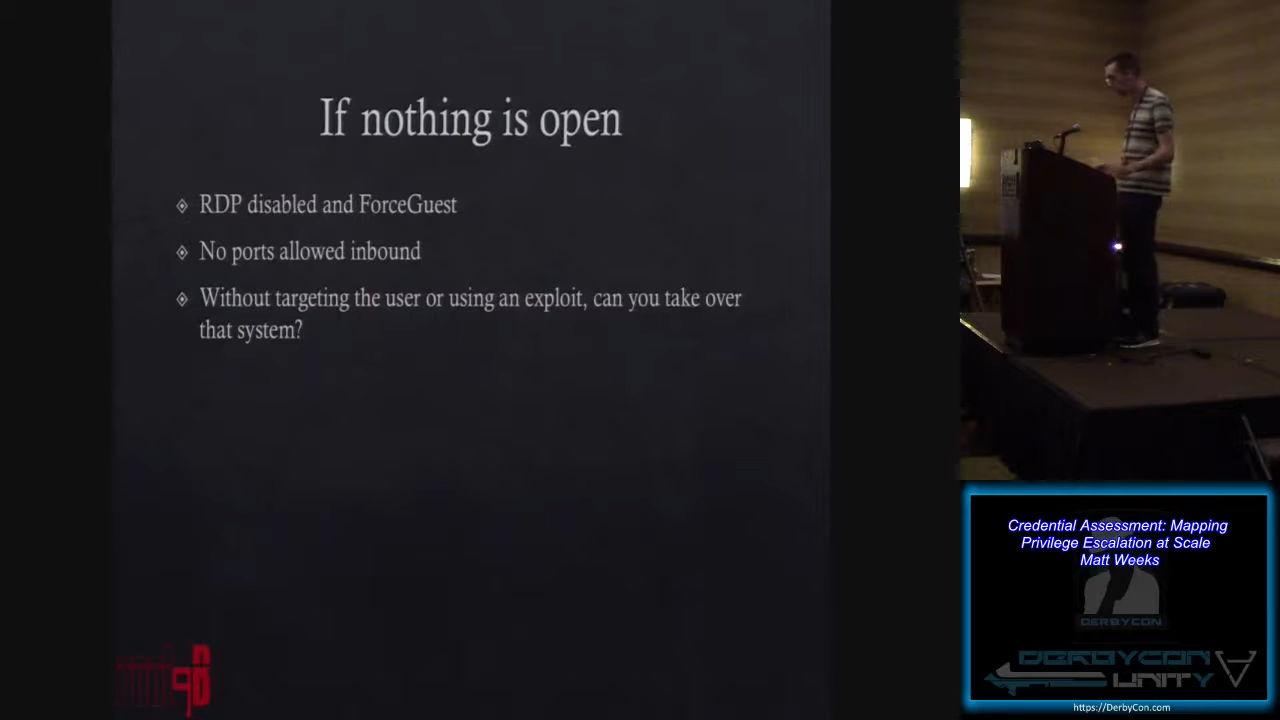 If nothing is open
RDP disabled and ForceGuest
No ports allowed inbound
Without targeting the user or using an exploit, can you take over
that system?
Credential Assessment: Mapping
Privilege Escalation at Scale
Matt Weeks
DERBYCON
DERBYCON
UNITY
https://DerbyCon.com